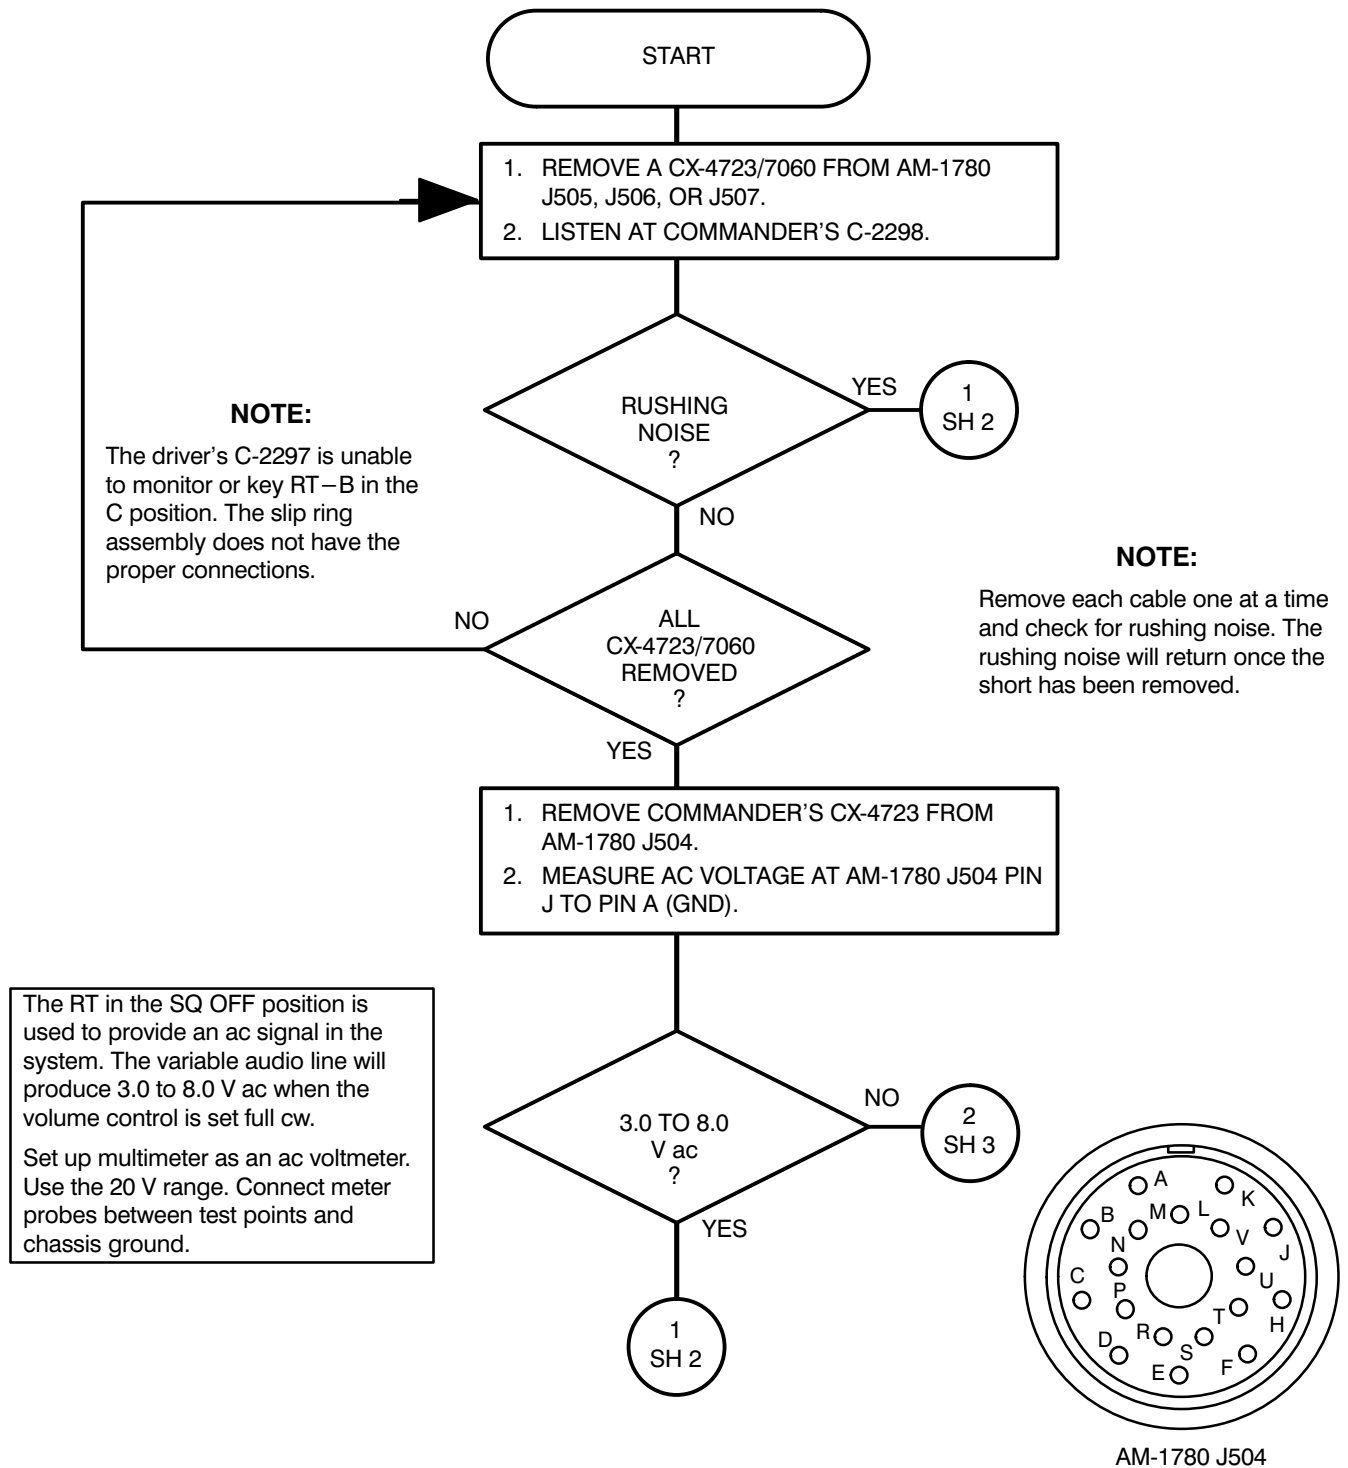 START
1. REMOVE A CX-4723/7060 FROM AM-1780
J505, J506, OR J507.
2. LISTEN AT COMMANDER'S C-2298.
RUSHING
NOISE
?
YES
1
SH 2
NO
NOTE:
The driver's C-2297 is unable
to monitor or key RT−B in the
C position. The slip ring
assembly does not have the
proper connections.
NOTE:
Remove each cable one at a time
and check for rushing noise. The
rushing noise will return once the
short has been removed.
ALL
CX-4723/7060
REMOVED
?
NO
YES
1. REMOVE COMMANDER'S CX-4723 FROM
AM-1780 J504.
2. MEASURE AC VOLTAGE AT AM-1780 J504 PIN
J TO PIN A (GND).
The RT in the SQ OFF position is
used to provide an ac signal in the
system. The variable audio line will
produce 3.0 to 8.0 V ac when the
volume control is set full cw.
Set up multimeter as an ac voltmeter.
Use the 20 V range. Connect meter
probes between test points and
chassis ground.
3.0 TO 8.0
V ac
?
NO
2
SH 3
YES
1
SH 2
A
K
B
M
L
J
N
V
C
P
U
H
D
R
S
T
F
E
AM-1780 J504